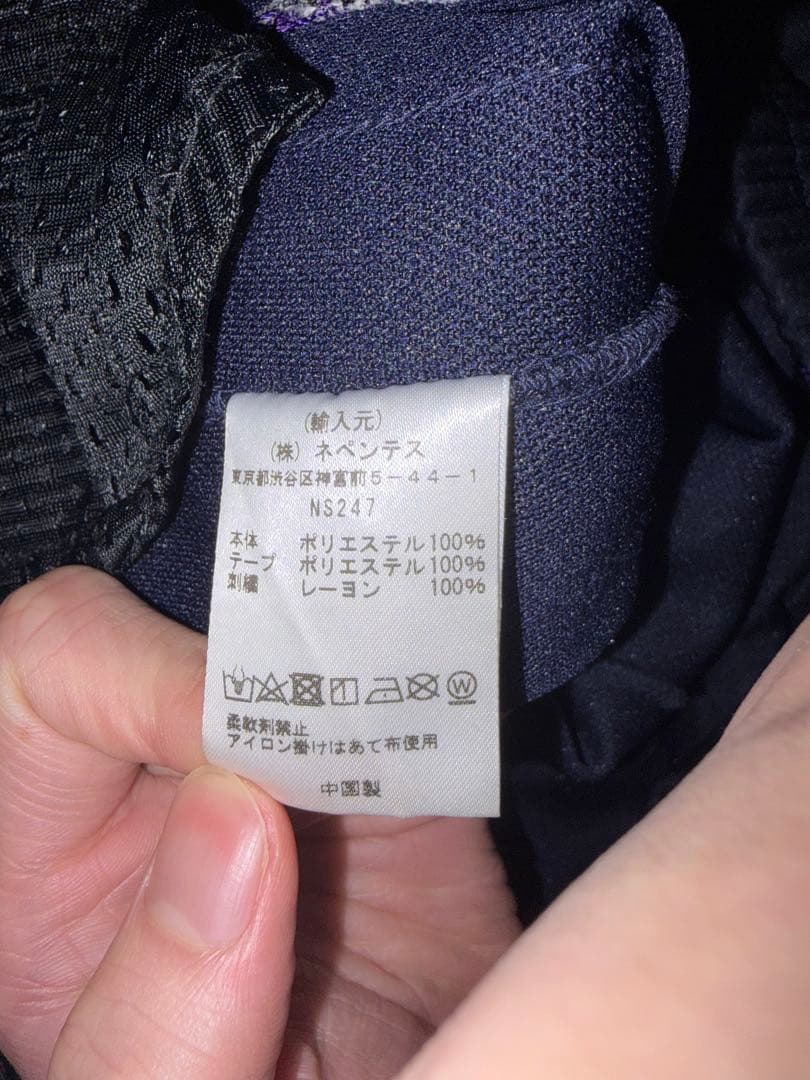 (輸入元)
(株) ネペンテス
東京都渋谷区神宮前5-44-1
NS247
本体 ポリエステル100%
テープ ポリエステル100%
刺繍 レーヨン 100%
W
柔軟剤禁止
アイロン掛けはあて布使用
中国製